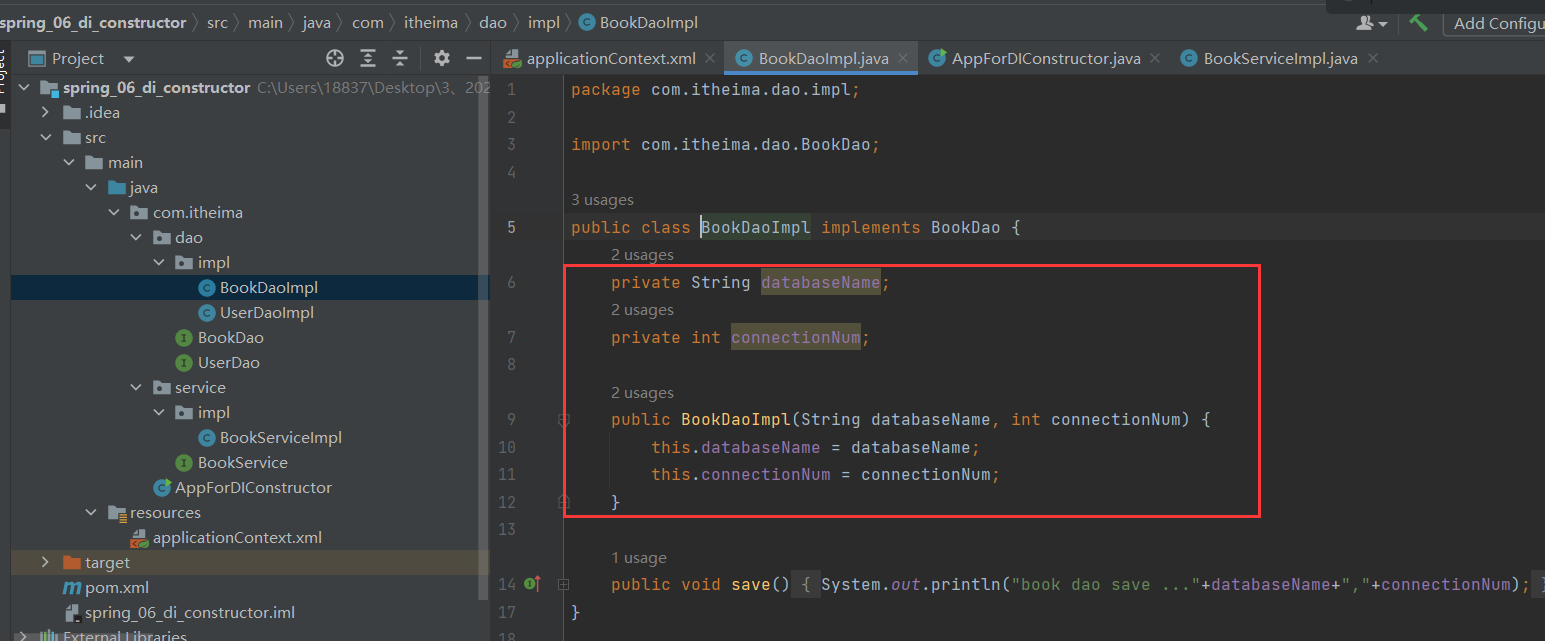 spring_06_di_constructor 〉 src 〉 main 〉 java 〉 com 〉 itheima 〉 dao 〉 impl 〉 BookDaoImpl
Add Configu
Project
applicationContext.xml
BookDaoImpl.java
AppForDIConstructor.java
BookServiceImpl.java
spring_06_di_constructor C:\Users\18837\Desktop\3、202
.idea
src
main
java
com.itheima
dao
impl
BookDaoImpl
UserDaoImpl
BookDao
UserDao
service
impl
BookServiceImpl
BookService
AppForDIConstructor
resources
applicationContext.xml
target
pom.xml
spring_06_di_constructor.iml
External Libraries
1 package com.itheima.dao.impl;
2
3 import com.itheima.dao.BookDao;
4
3 usages
5 public class BookDaoImpl implements BookDao {
2 usages
6 private String databaseName;
2 usages
7 private int connectionNum;
8
2 usages
9 public BookDaoImpl(String databaseName, int connectionNum) {
10 this.databaseName = databaseName;
11 this.connectionNum = connectionNum;
12 }
13
1 usage
14 public void save() { System.out.println("book dao save ..."+databaseName+","+connectionNum); }
17 }
18